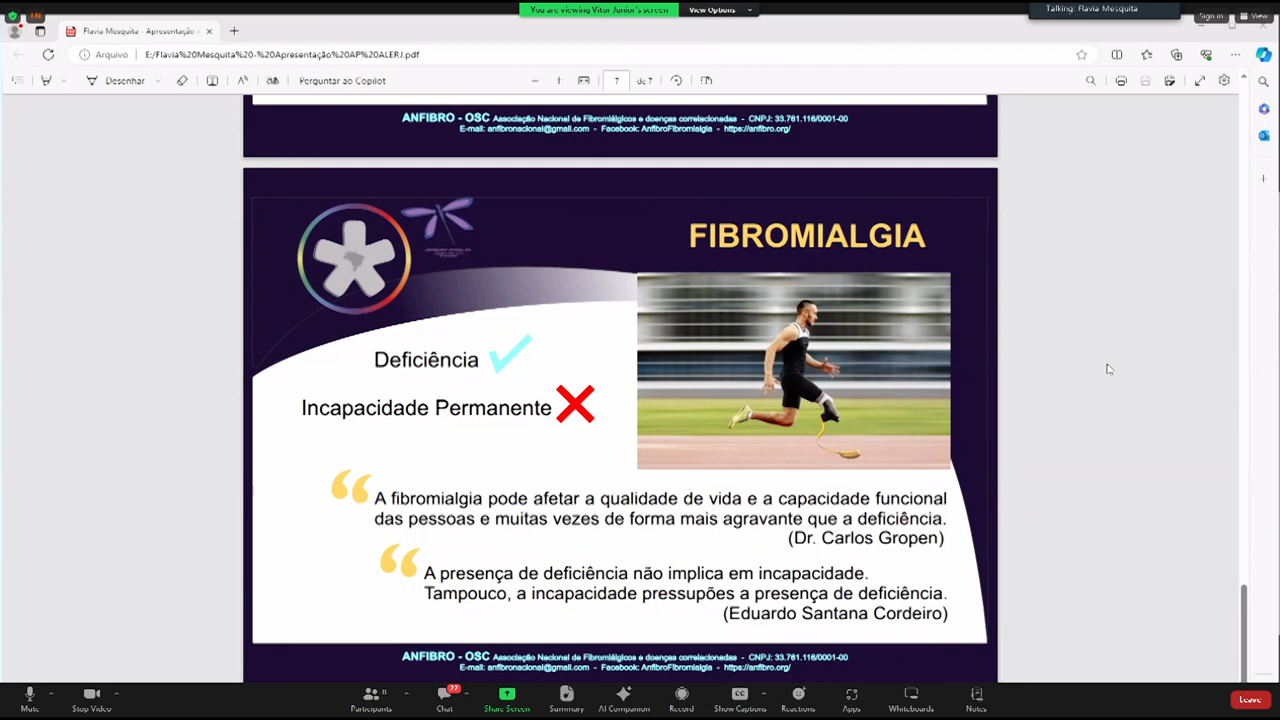 You are viewing Vitor Junior's screen
View Options
Talking: Flavia Mesquita
Sign in
View
Flavia Mesquita - Apresentação
Arquivo
E:/Flavia%20Mesquita%20-%20Apresentação%20AP%20ALERJ.pdf
Desenhar
Perguntar ao Copilot
7
de 7
ANFIBRO - OSC Associação Nacional de Fibromiálgicos e doenças correlacionadas - CNPJ: 33.761.116/0001-00
E-mail: anfibronacional@gmail.com - Facebook: AnfibroFibromialgia - https://anfibro.org/
FIBROMIALGIA
Deficiência
Incapacidade Permanente
“ A fibromialgia pode afetar a qualidade de vida e a capacidade funcional
das pessoas e muitas vezes de forma mais agravante que a deficiência.
(Dr. Carlos Gropen)
“ A presença de deficiência não implica em incapacidade.
Tampouco, a incapacidade pressupões a presença de deficiência.
(Eduardo Santana Cordeiro)
ANFIBRO - OSC Associação Nacional de Fibromiálgicos e doenças correlacionadas - CNPJ: 33.761.116/0001-00
E-mail: anfibronacional@gmail.com - Facebook: AnfibroFibromialgia - https://anfibro.org/
Mute
Stop Video
Participants
8
Chat
77
Share Screen
Summary
AI Companion
Record
Show Captions
Reactions
Apps
Whiteboards
Notes
Leave